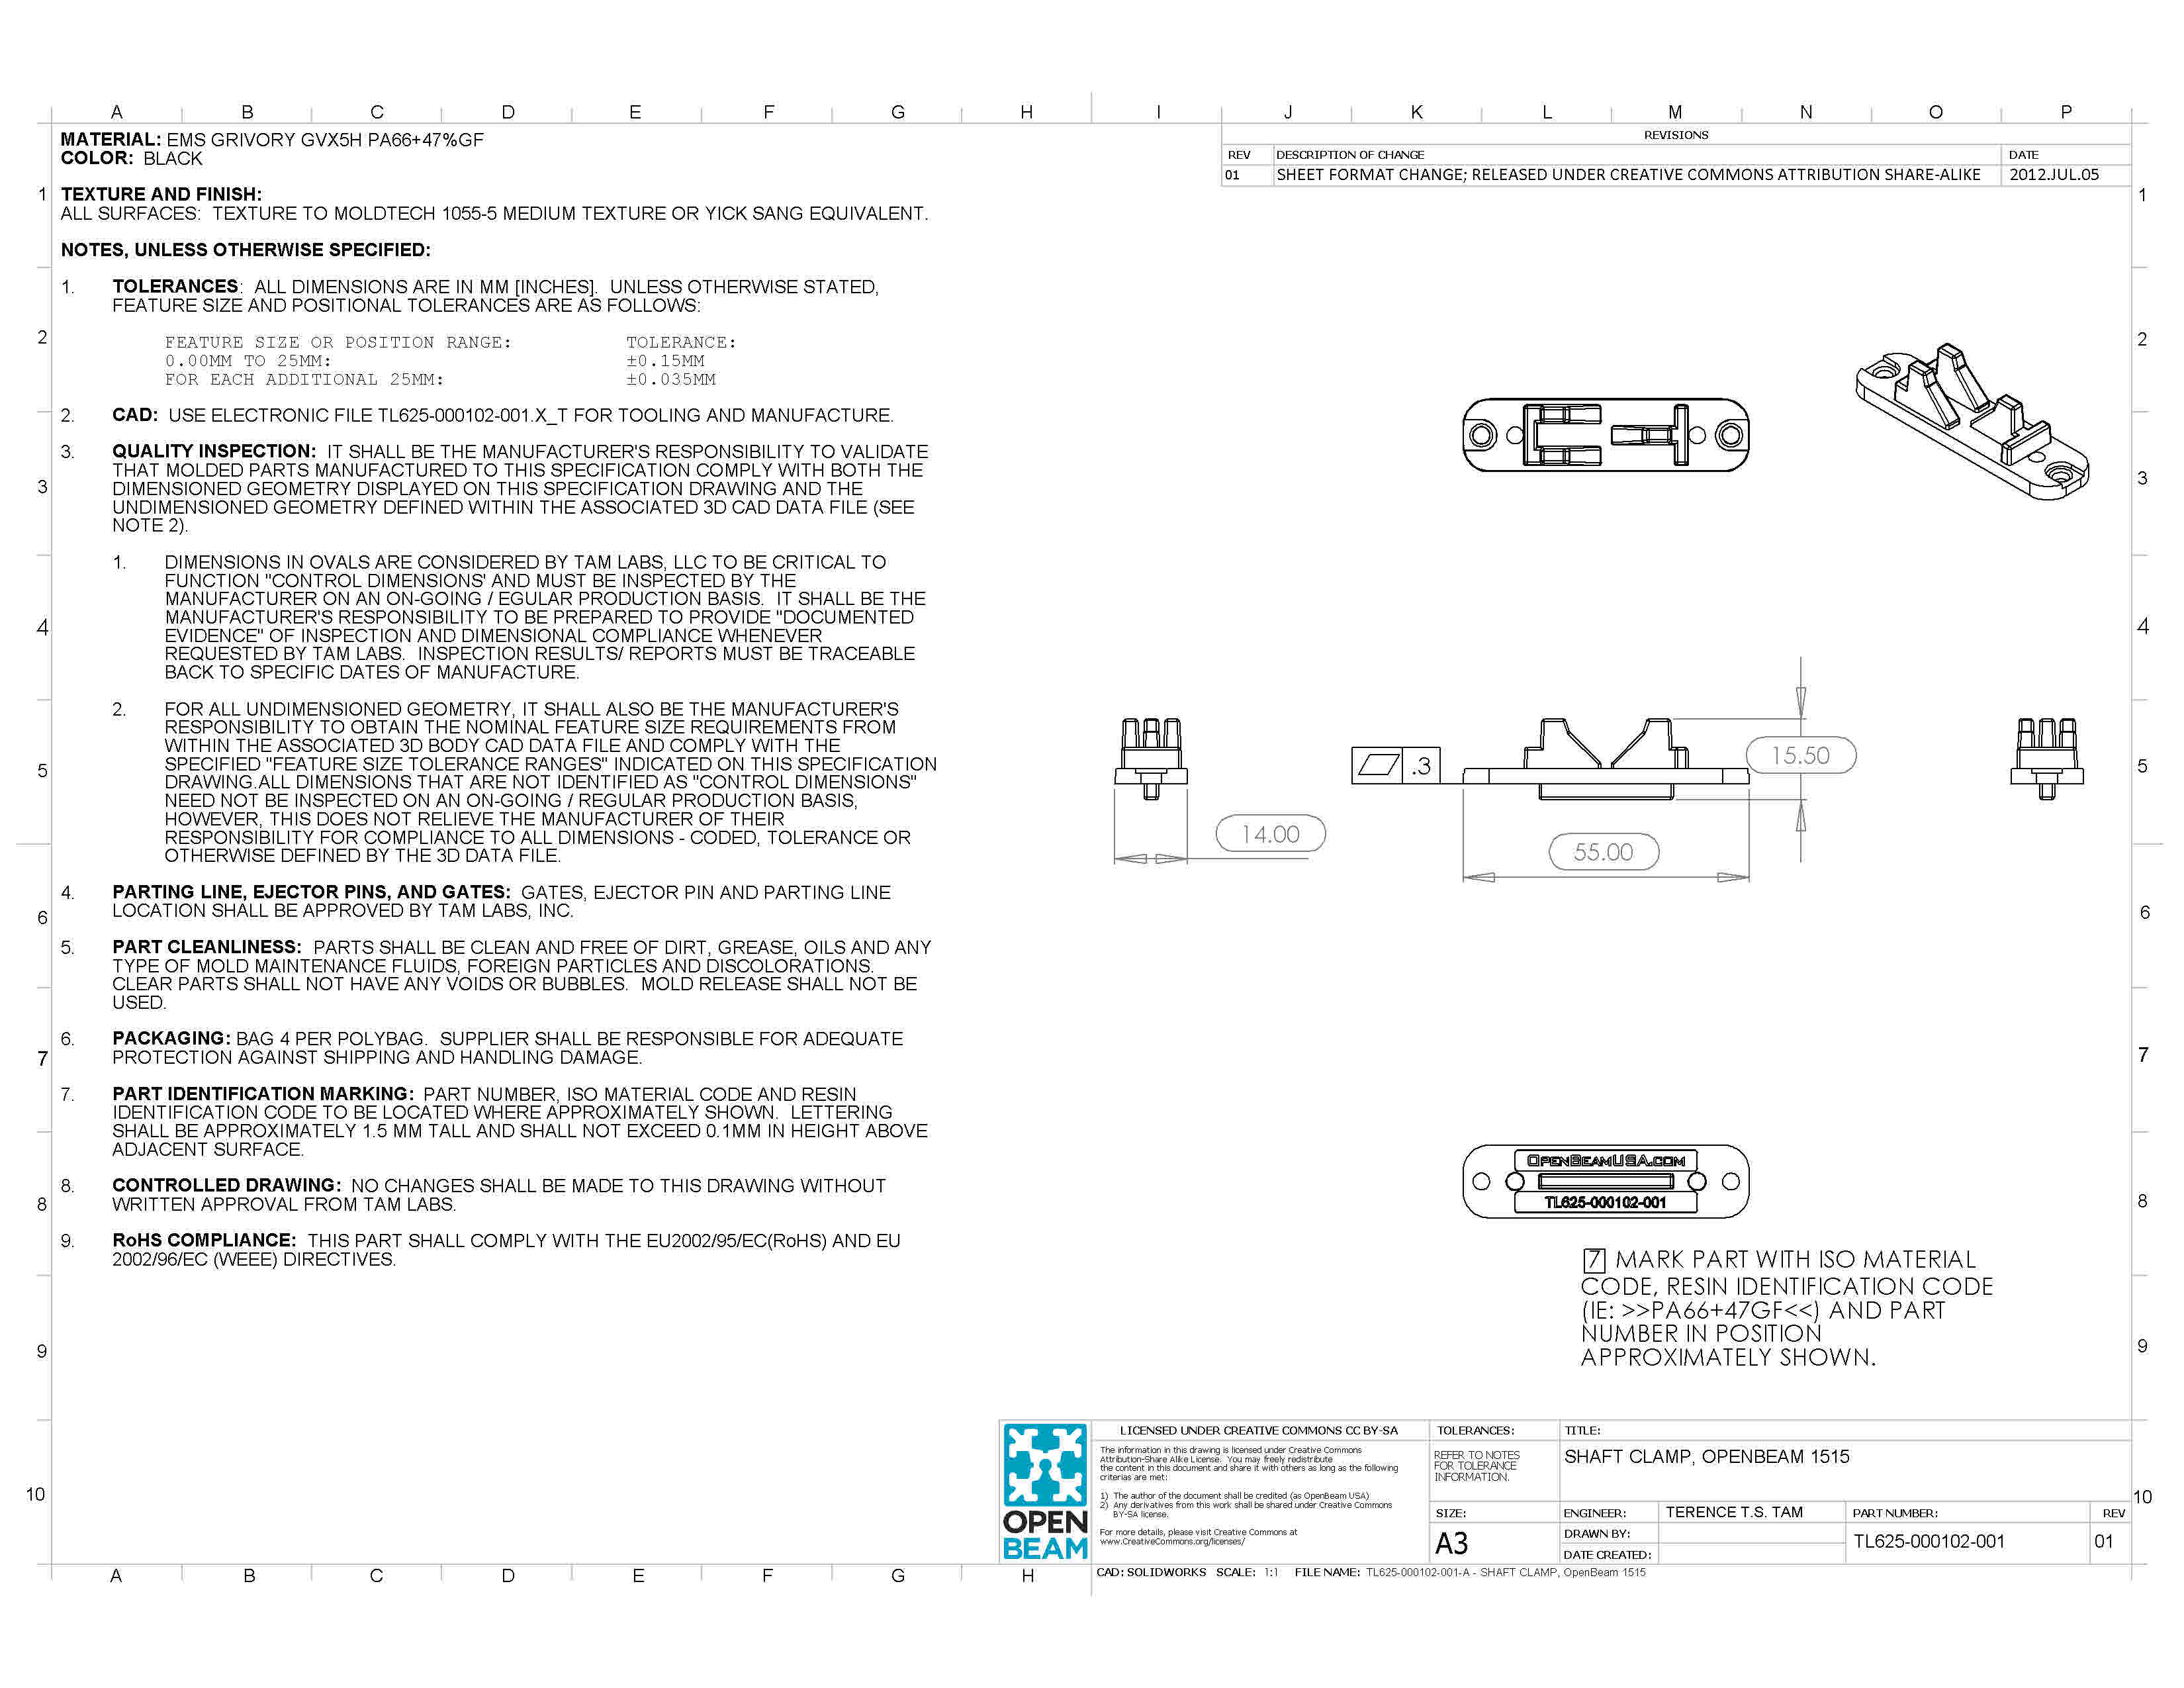 A B C D E F G H I J K L M N O P
MATERIAL: EMS GRIVORY GVX5H PA66+47%GF
COLOR: BLACK
TEXTURE AND FINISH:
ALL SURFACES: TEXTURE TO MOLDTECH 1055-5 MEDIUM TEXTURE OR YICK SANG EQUIVALENT.
NOTES, UNLESS OTHERWISE SPECIFIED:
1. TOLERANCES: ALL DIMENSIONS ARE IN MM [INCHES]. UNLESS OTHERWISE STATED,
FEATURE SIZE AND POSITIONAL TOLERANCES ARE AS FOLLOWS:
FEATURE SIZE OR POSITION RANGE: TOLERANCE:
0.00MM TO 25MM: ±0.15MM
FOR EACH ADDITIONAL 25MM: ±0.035MM
2. CAD: USE ELECTRONIC FILE TL625-000102-001.X_T FOR TOOLING AND MANUFACTURE.
3. QUALITY INSPECTION: IT SHALL BE THE MANUFACTURER'S RESPONSIBILITY TO VALIDATE
THAT MOLDED PARTS MANUFACTURED TO THIS SPECIFICATION COMPLY WITH BOTH THE
DIMENSIONED GEOMETRY DISPLAYED ON THIS SPECIFICATION DRAWING AND THE
UNDIMENSIONED GEOMETRY DEFINED WITHIN THE ASSOCIATED 3D CAD DATA FILE (SEE
NOTE 2).
1. DIMENSIONS IN OVALS ARE CONSIDERED BY TAM LABS, LLC TO BE CRITICAL TO
FUNCTION "CONTROL DIMENSIONS' AND MUST BE INSPECTED BY THE
MANUFACTURER ON AN ON-GOING / EGULAR PRODUCTION BASIS. IT SHALL BE THE
MANUFACTURER'S RESPONSIBILITY TO BE PREPARED TO PROVIDE "DOCUMENTED
EVIDENCE" OF INSPECTION AND DIMENSIONAL COMPLIANCE WHENEVER
REQUESTED BY TAM LABS. INSPECTION RESULTS/ REPORTS MUST BE TRACEABLE
BACK TO SPECIFIC DATES OF MANUFACTURE.
2. FOR ALL UNDIMENSIONED GEOMETRY, IT SHALL ALSO BE THE MANUFACTURER'S
RESPONSIBILITY TO OBTAIN THE NOMINAL FEATURE SIZE REQUIREMENTS FROM
WITHIN THE ASSOCIATED 3D BODY CAD DATA FILE AND COMPLY WITH THE
SPECIFIED "FEATURE SIZE TOLERANCE RANGES" INDICATED ON THIS SPECIFICATION
DRAWING.ALL DIMENSIONS THAT ARE NOT IDENTIFIED AS "CONTROL DIMENSIONS"
NEED NOT BE INSPECTED ON AN ON-GOING / REGULAR PRODUCTION BASIS,
HOWEVER, THIS DOES NOT RELIEVE THE MANUFACTURER OF THEIR
RESPONSIBILITY FOR COMPLIANCE TO ALL DIMENSIONS - CODED, TOLERANCE OR
OTHERWISE DEFINED BY THE 3D DATA FILE.
4. PARTING LINE, EJECTOR PINS, AND GATES: GATES, EJECTOR PIN AND PARTING LINE
LOCATION SHALL BE APPROVED BY TAM LABS, INC.
5. PART CLEANLINESS: PARTS SHALL BE CLEAN AND FREE OF DIRT, GREASE, OILS AND ANY
TYPE OF MOLD MAINTENANCE FLUIDS, FOREIGN PARTICLES AND DISCOLORATIONS.
CLEAR PARTS SHALL NOT HAVE ANY VOIDS OR BUBBLES. MOLD RELEASE SHALL NOT BE
USED.
6. PACKAGING: BAG 4 PER POLYBAG. SUPPLIER SHALL BE RESPONSIBLE FOR ADEQUATE
PROTECTION AGAINST SHIPPING AND HANDLING DAMAGE.
7. PART IDENTIFICATION MARKING: PART NUMBER, ISO MATERIAL CODE AND RESIN
IDENTIFICATION CODE TO BE LOCATED WHERE APPROXIMATELY SHOWN. LETTERING
SHALL BE APPROXIMATELY 1.5 MM TALL AND SHALL NOT EXCEED 0.1MM IN HEIGHT ABOVE
ADJACENT SURFACE.
8. CONTROLLED DRAWING: NO CHANGES SHALL BE MADE TO THIS DRAWING WITHOUT
WRITTEN APPROVAL FROM TAM LABS.
9. RoHS COMPLIANCE: THIS PART SHALL COMPLY WITH THE EU2002/95/EC(RoHS) AND EU
2002/96/EC (WEEE) DIRECTIVES.
REVISIONS
REV DESCRIPTION OF CHANGE DATE
01 SHEET FORMAT CHANGE; RELEASED UNDER CREATIVE COMMONS ATTRIBUTION SHARE-ALIKE 2012.JUL.05
.3
15.50
14.00
55.00
OPENBEAMUSA.COM
TL625-000102-001
7 MARK PART WITH ISO MATERIAL
CODE, RESIN IDENTIFICATION CODE
(IE: >>PA66+47GF<<) AND PART
NUMBER IN POSITION
APPROXIMATELY SHOWN.
OPEN
BEAM
LICENSED UNDER CREATIVE COMMONS CC BY-SA
The information in this drawing is licensed under Creative Commons
Attribution-Share Alike License. You may freely redistribute
the content in this document and share it with others as long as the following
criterias are met:
1) The author of the document shall be credited (as OpenBeam USA)
2) Any derivatives from this work shall be shared under Creative Commons
BY-SA license.
For more details, please visit Creative Commons at
www.CreativeCommons.org/licenses/
TOLERANCES:
REFER TO NOTES
FOR TOLERANCE
INFORMATION.
SIZE:
A3
TITLE:
SHAFT CLAMP, OPENBEAM 1515
ENGINEER: TERENCE T.S. TAM
DRAWN BY:
DATE CREATED:
PART NUMBER: REV
TL625-000102-001 01
CAD: SOLIDWORKS SCALE: 1:1 FILE NAME: TL625-000102-001-A - SHAFT CLAMP, OpenBeam 1515
A B C D E F G H
1 2 3 4 5 6 7 8 9 10
1 2 3 4 5 6 7 8 9 10